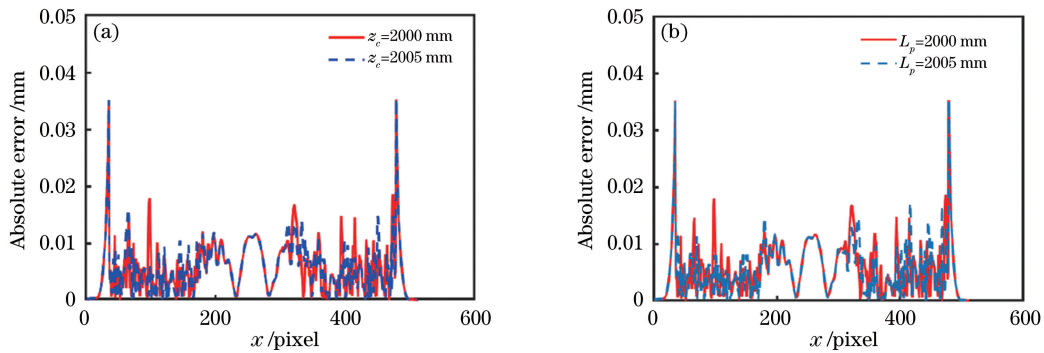 (a)
z_c=2000 mm
z_c=2005 mm
Absolute error/mm
0.05
0.04
0.03
0.02
0.01
0
0
200
400
600
x/pixel
(b)
L_p=2000 mm
L_p=2005 mm
Absolute error/mm
0.05
0.04
0.03
0.02
0.01
0
0
200
400
600
x/pixel